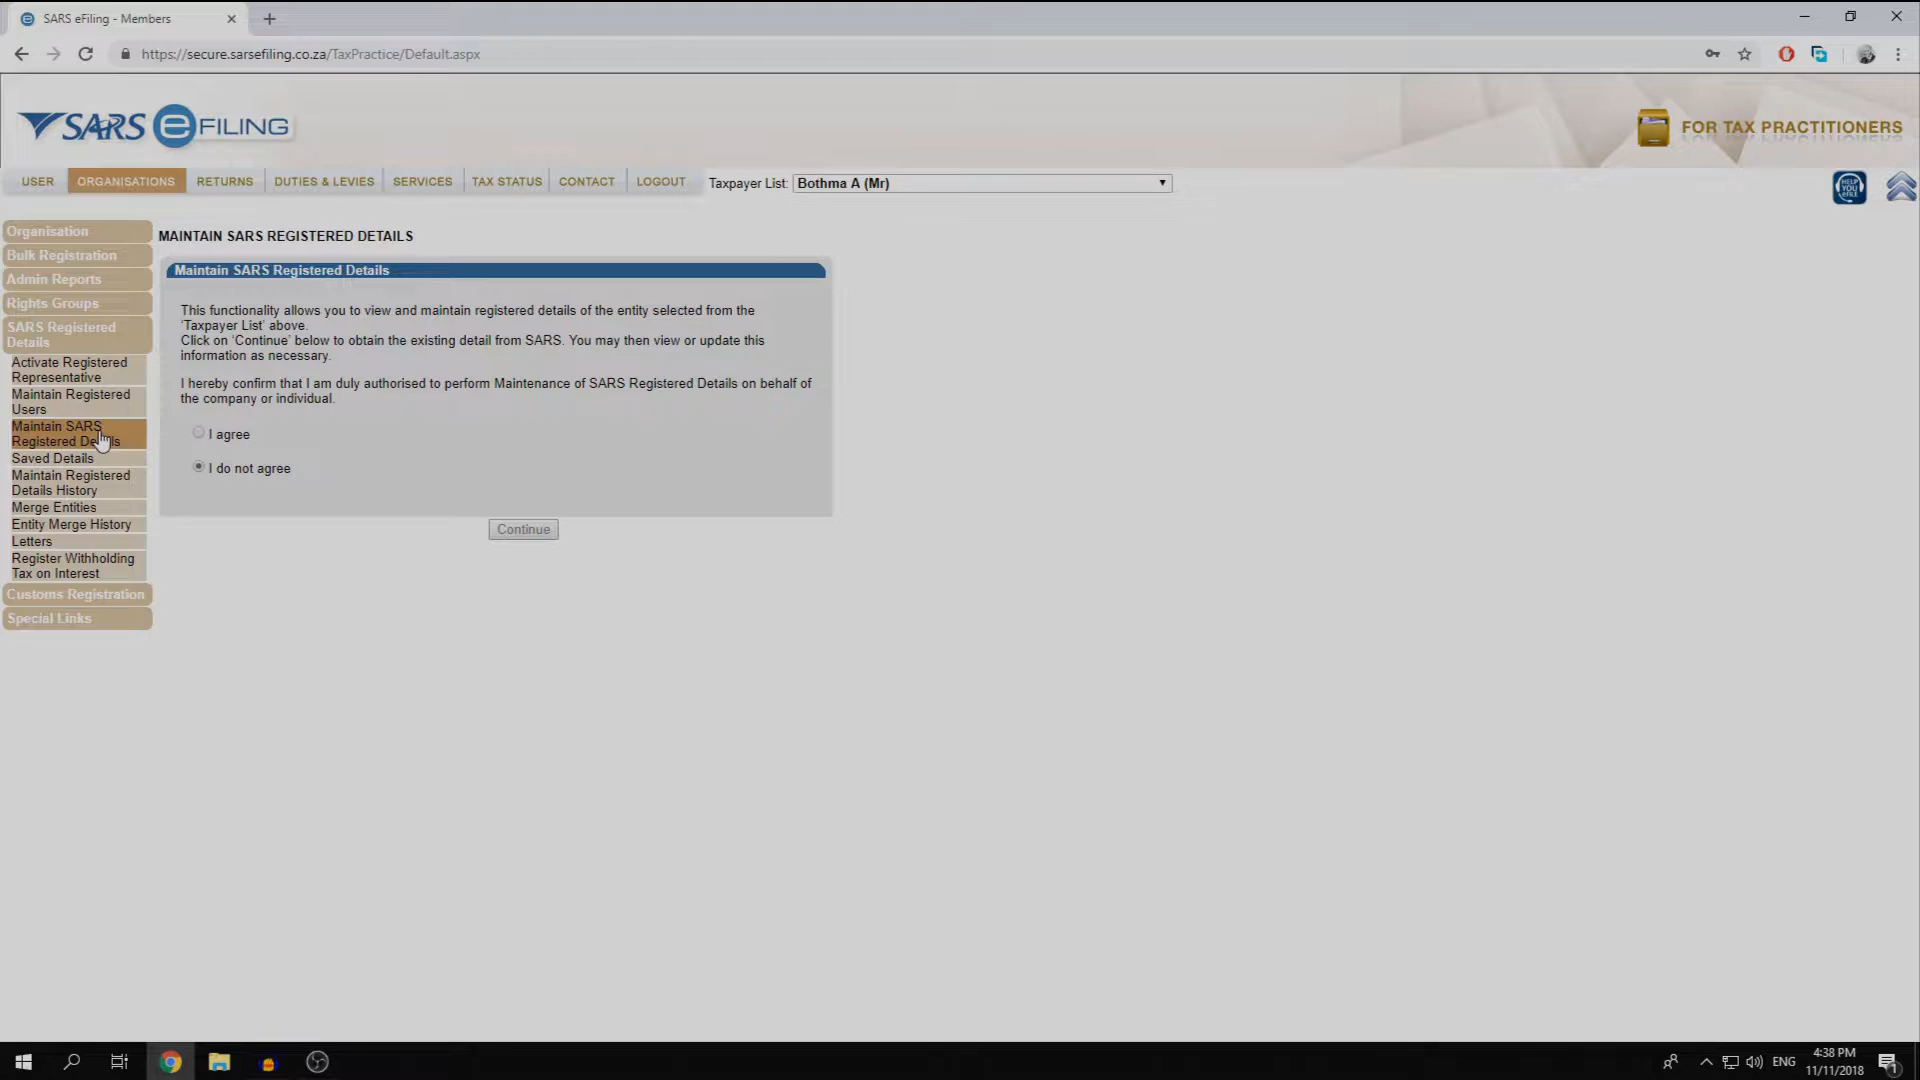 SARS eFiling - Members
https://secure.sarsefiling.co.za/TaxPractice/Default.aspx
SARS eFILING
FOR TAX PRACTITIONERS
USER ORGANISATIONS RETURNS DUTIES & LEVIES SERVICES TAX STATUS CONTACT LOGOUT Taxpayer List: Bothma A (Mr)
HELP YOU eFILE
Organisation
Bulk Registration
Admin Reports
Rights Groups
SARS Registered
Details
Activate Registered
Representative
Maintain Registered
Users
Maintain SARS
Registered Details
Saved Details
Maintain Registered
Details History
Merge Entities
Entity Merge History
Letters
Register Withholding
Tax on Interest
Customs Registration
Special Links
MAINTAIN SARS REGISTERED DETAILS
Maintain SARS Registered Details
This functionality allows you to view and maintain registered details of the entity selected from the
'Taxpayer List' above.
Click on 'Continue' below to obtain the existing detail from SARS. You may then view or update this
information as necessary.
I hereby confirm that I am duly authorised to perform Maintenance of SARS Registered Details on behalf of
the company or individual.
I agree
I do not agree
Continue
ENG
4:38 PM
11/11/2018
1